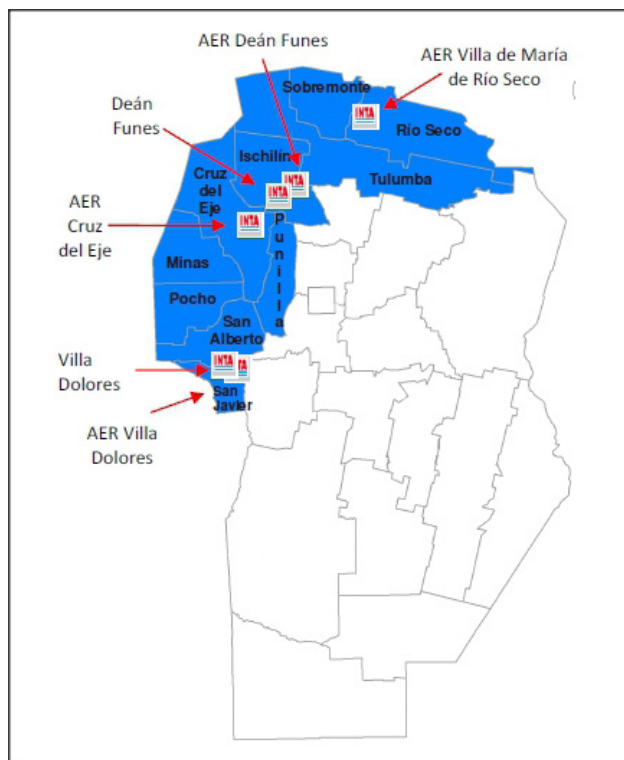 AER Deán Funes
AER Villa de María
de Río Seco
Deán
Funes
Sobremonte
INTA
Río Seco
Ischilín
INTA
INTA
Tulumba
Cruz
del
Eje
AER
Cruz
del Eje
INTA
Punilla
Minas
Pocho
San
Alberto
Villa
Dolores
INTA
TA
San
Javier
AER Villa
Dolores